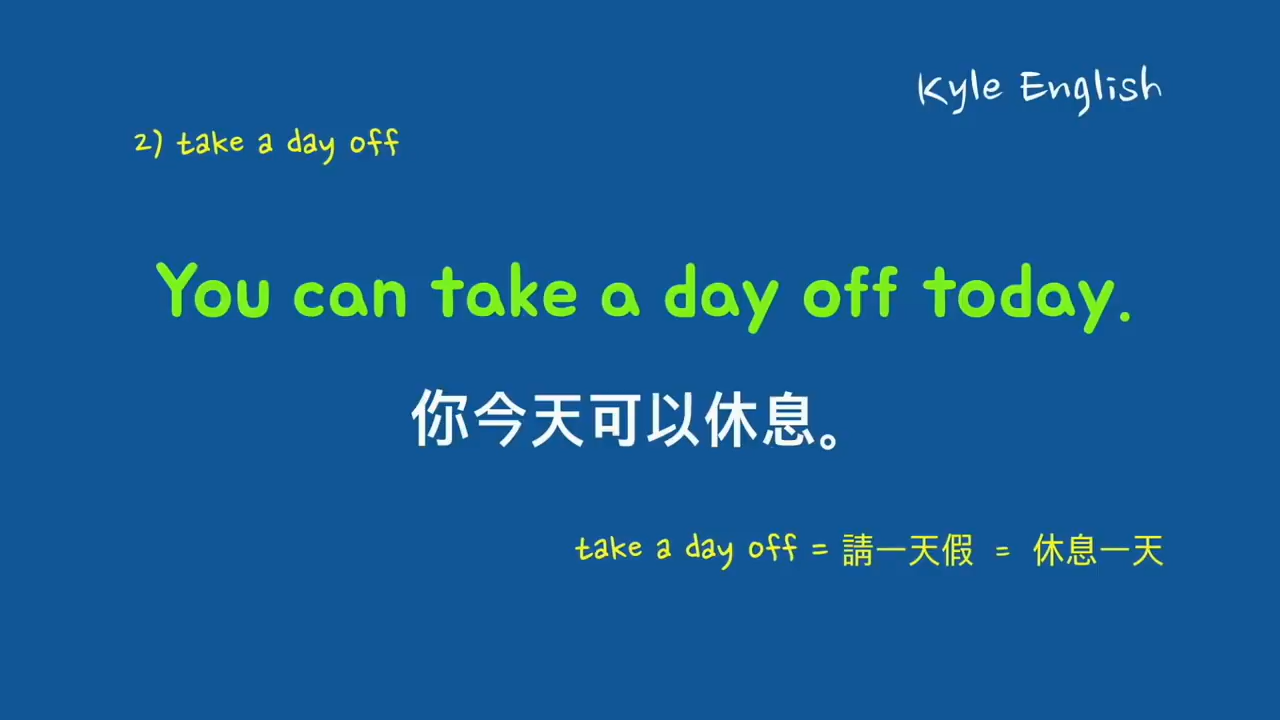 Kyle English
2) take a day off
You can take a day off today.
你今天可以休息。
take a day off = 請一天假 = 休息一天